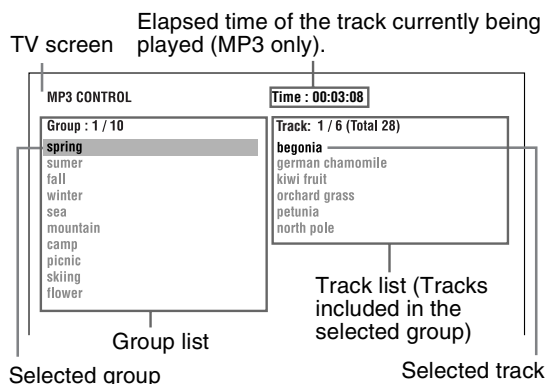 Elapsed time of the track currently being
played (MP3 only).
TV screen
MP3 CONTROL
Time : 00:03:08
Group : 1 / 10
spring
sumer
fall
winter
sea
mountain
camp
picnic
skiing
flower
Track: 1 / 6 (Total 28)
begonia
german chamomile
kiwi fruit
orchard grass
petunia
north pole
Track list (Tracks
included in the
selected group)
Group list
Selected group
Selected track